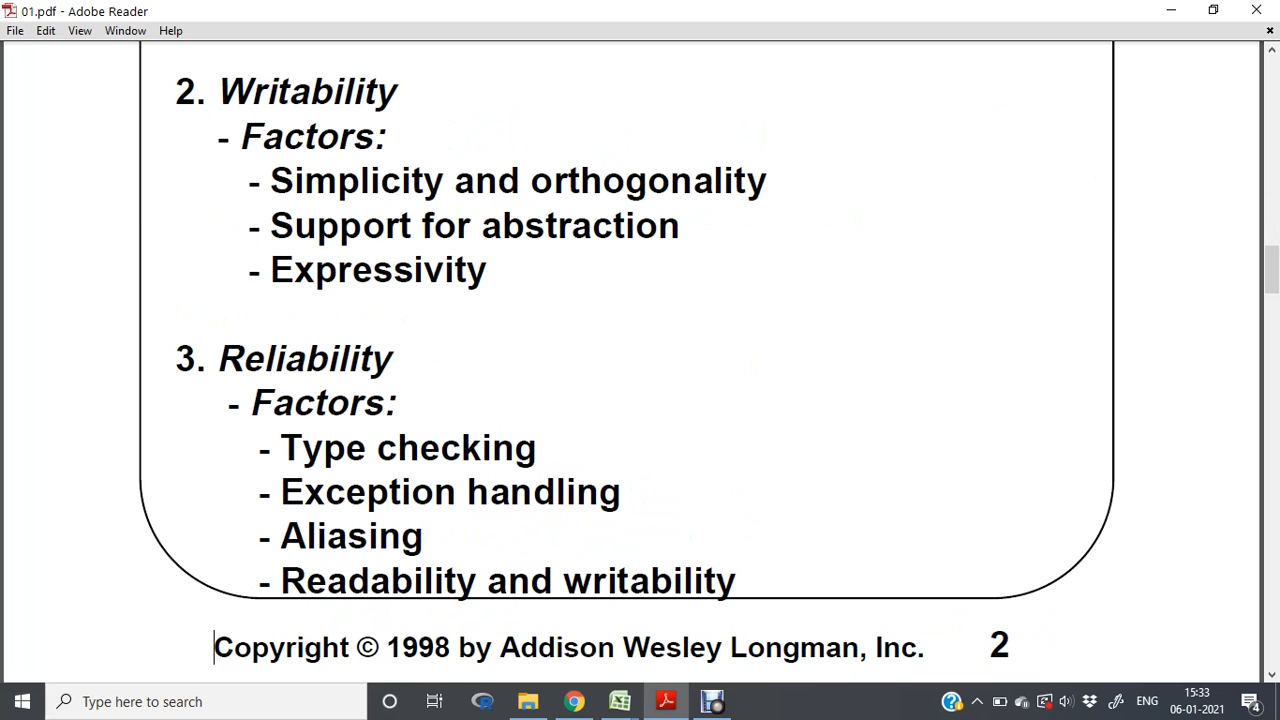 01.pdf - Adobe Reader
File Edit View Window Help
2. Writability
- Factors:
- Simplicity and orthogonality
- Support for abstraction
- Expressivity
3. Reliability
- Factors:
- Type checking
- Exception handling
- Aliasing
- Readability and writability
Copyright © 1998 by Addison Wesley Longman, Inc. 2
Type here to search
ENG
15:33
06-01-2021
4